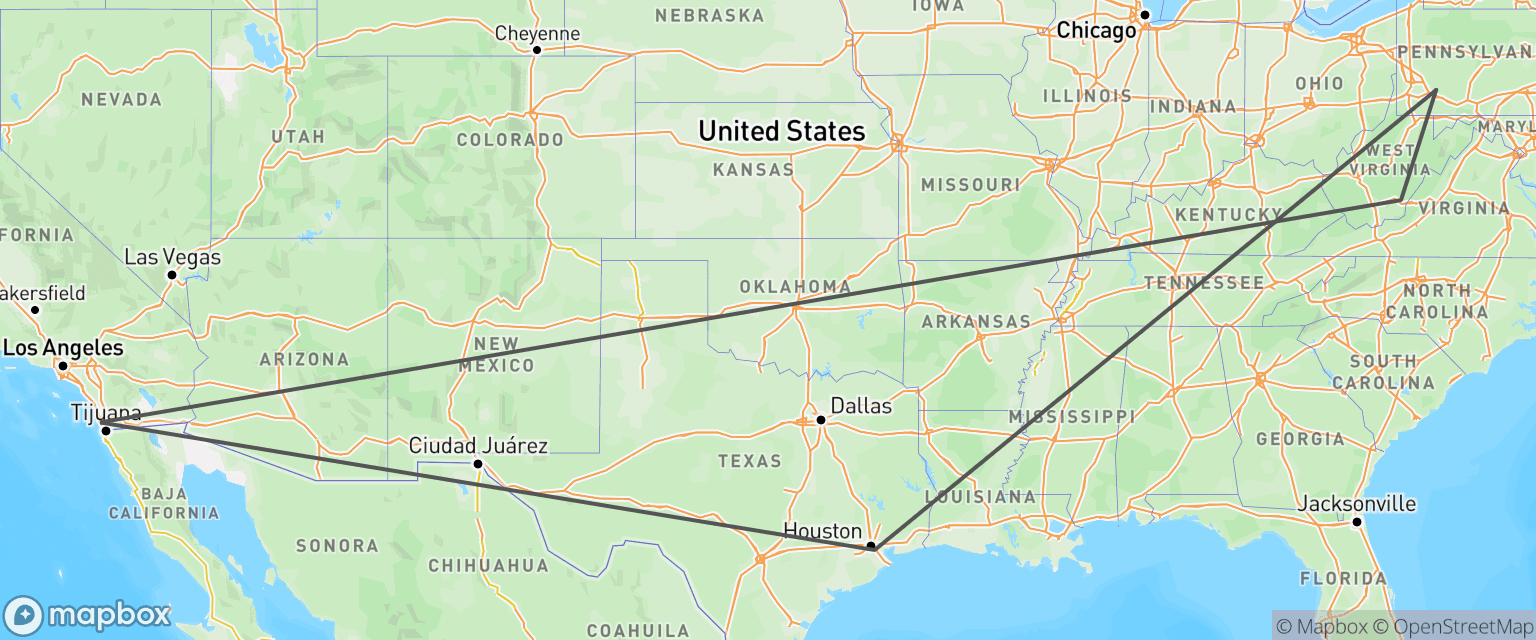 IOWA
NEBRASKA
Chicago
Cheyenne
PENNSYLVAN
OHIO
NEVADA
ILLINOIS
INDIANA
UTAH
COLORADO
United States
MARYL
KANSAS
WEST
VIRGINIA
MISSOURI
KENTUCKY
VIRGINIA
FORNIA
Las Vegas
TENNESSEE
OKLAHOMA
akersfield
NORTH
CAROLINA
ARKANSAS
Los Angeles
ARIZONA
NEW
MEXICO
SOUTH
CAROLINA
Tijuana
Dallas
MISSISSIPPI
GEORGIA
Ciudad Juárez
TEXAS
BAJA
CALIFORNIA
LOUISIANA
Jacksonville
Houston
SONORA
CHIHUAHUA
FLORIDA
mapbox
COAHUILA
© Mapbox © OpenStreetMap